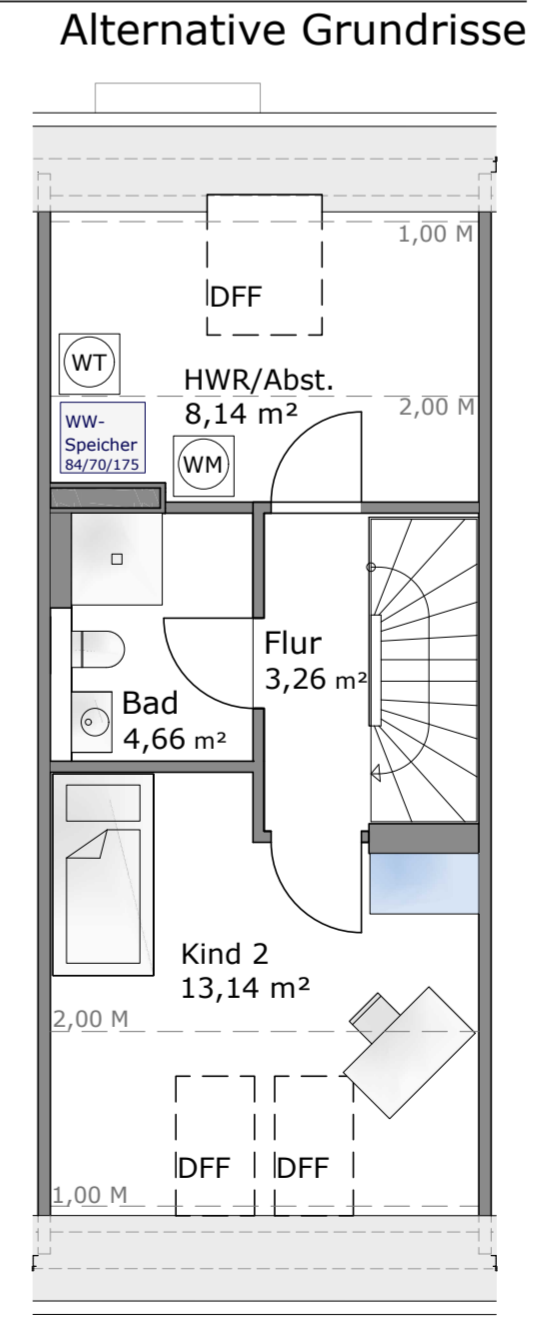 Alternative Grundrisse
1,00 M
DFF
WT
HWR/Abst.
8,14 m²
2,00 M
WW-
Speicher
84/70/175
WM
Flur
3,26 m²
Bad
4,66 m²
Kind 2
13,14 m²
2,00 M
DFF DFF
1,00 M